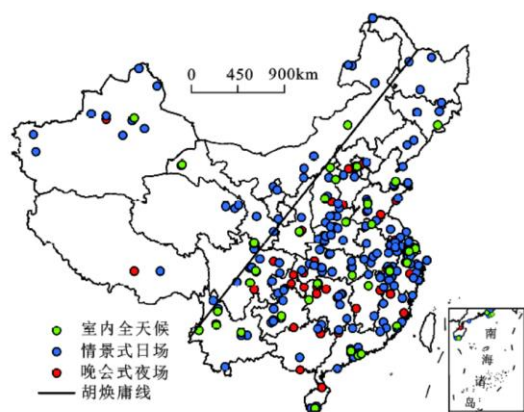 0 450 900km
室内全天候
情景式日场
晚会式夜场
胡焕庸线
南
海
诸
岛